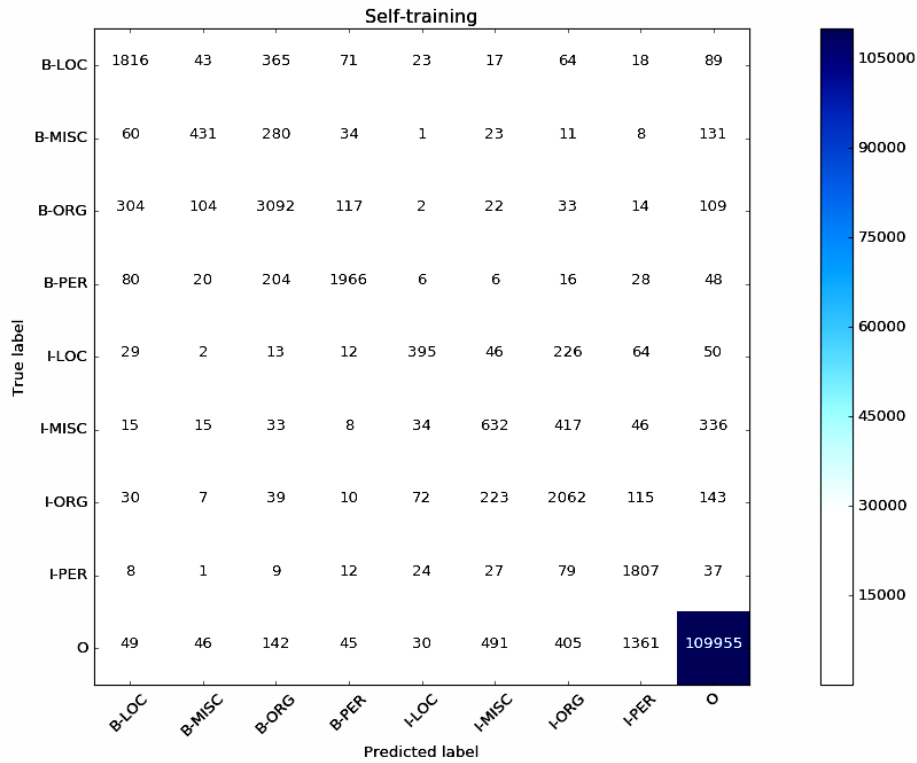 Self-training
B-LOC 1816 43 365 71 23 17 64 18 89
B-MISC 60 431 280 34 1 23 11 8 131
B-ORG 304 104 3092 117 2 22 33 14 109
B-PER 80 20 204 1966 6 6 16 28 48
I-LOC 29 2 13 12 395 46 226 64 50
I-MISC 15 15 33 8 34 632 417 46 336
I-ORG 30 7 39 10 72 223 2062 115 143
I-PER 8 1 9 12 24 27 79 1807 37
O 49 46 142 45 30 491 405 1361 109955
B-LOC B-MISC B-ORG B-PER I-LOC I-MISC I-ORG I-PER O
Predicted label
True label
105000
90000
75000
60000
45000
30000
15000